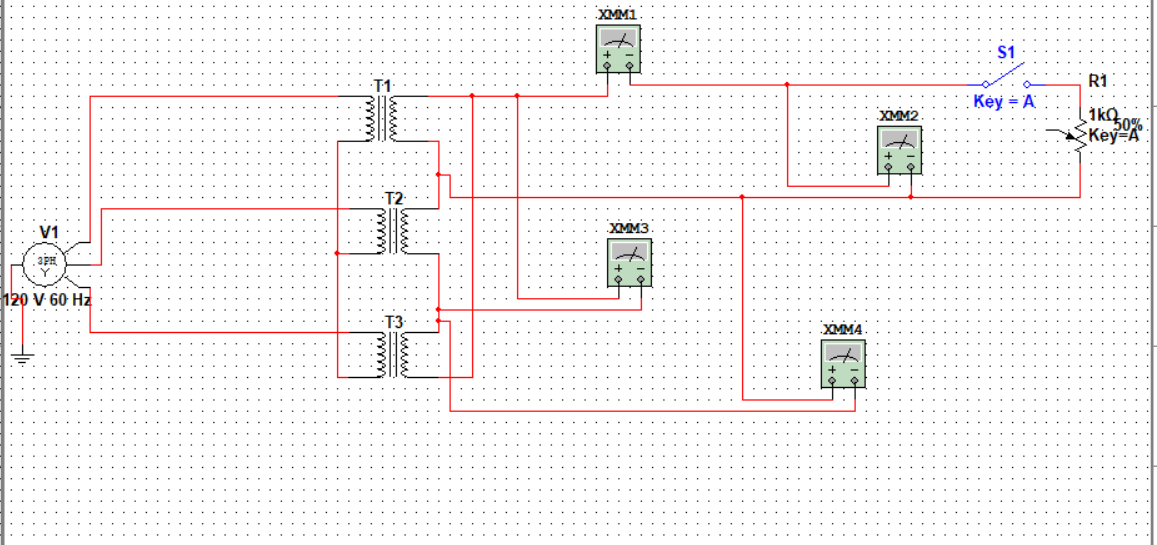 XMM1
+ -
S1
Key = A
T1
R1
1kΩ
50%
Key=A
XMM2
+ -
T2
V1
3PH
Y
120 V 60 Hz
XMM3
+ -
T3
XMM4
+ -